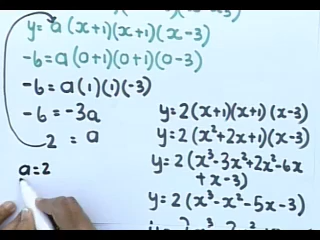 y=a(x+1)(x+1)(x-3)
-6=a(0+1)(0+1)(0-3)
-6=a(1)(1)(-3)
-6=-3a
2=a
a=2
y=2(x+1)(x+1)(x-3)
y=2(x²+2x+1)(x-3)
y=2(x³-3x²+2x²-6x
+x-3)
y=2(x³-x²-5x-3)